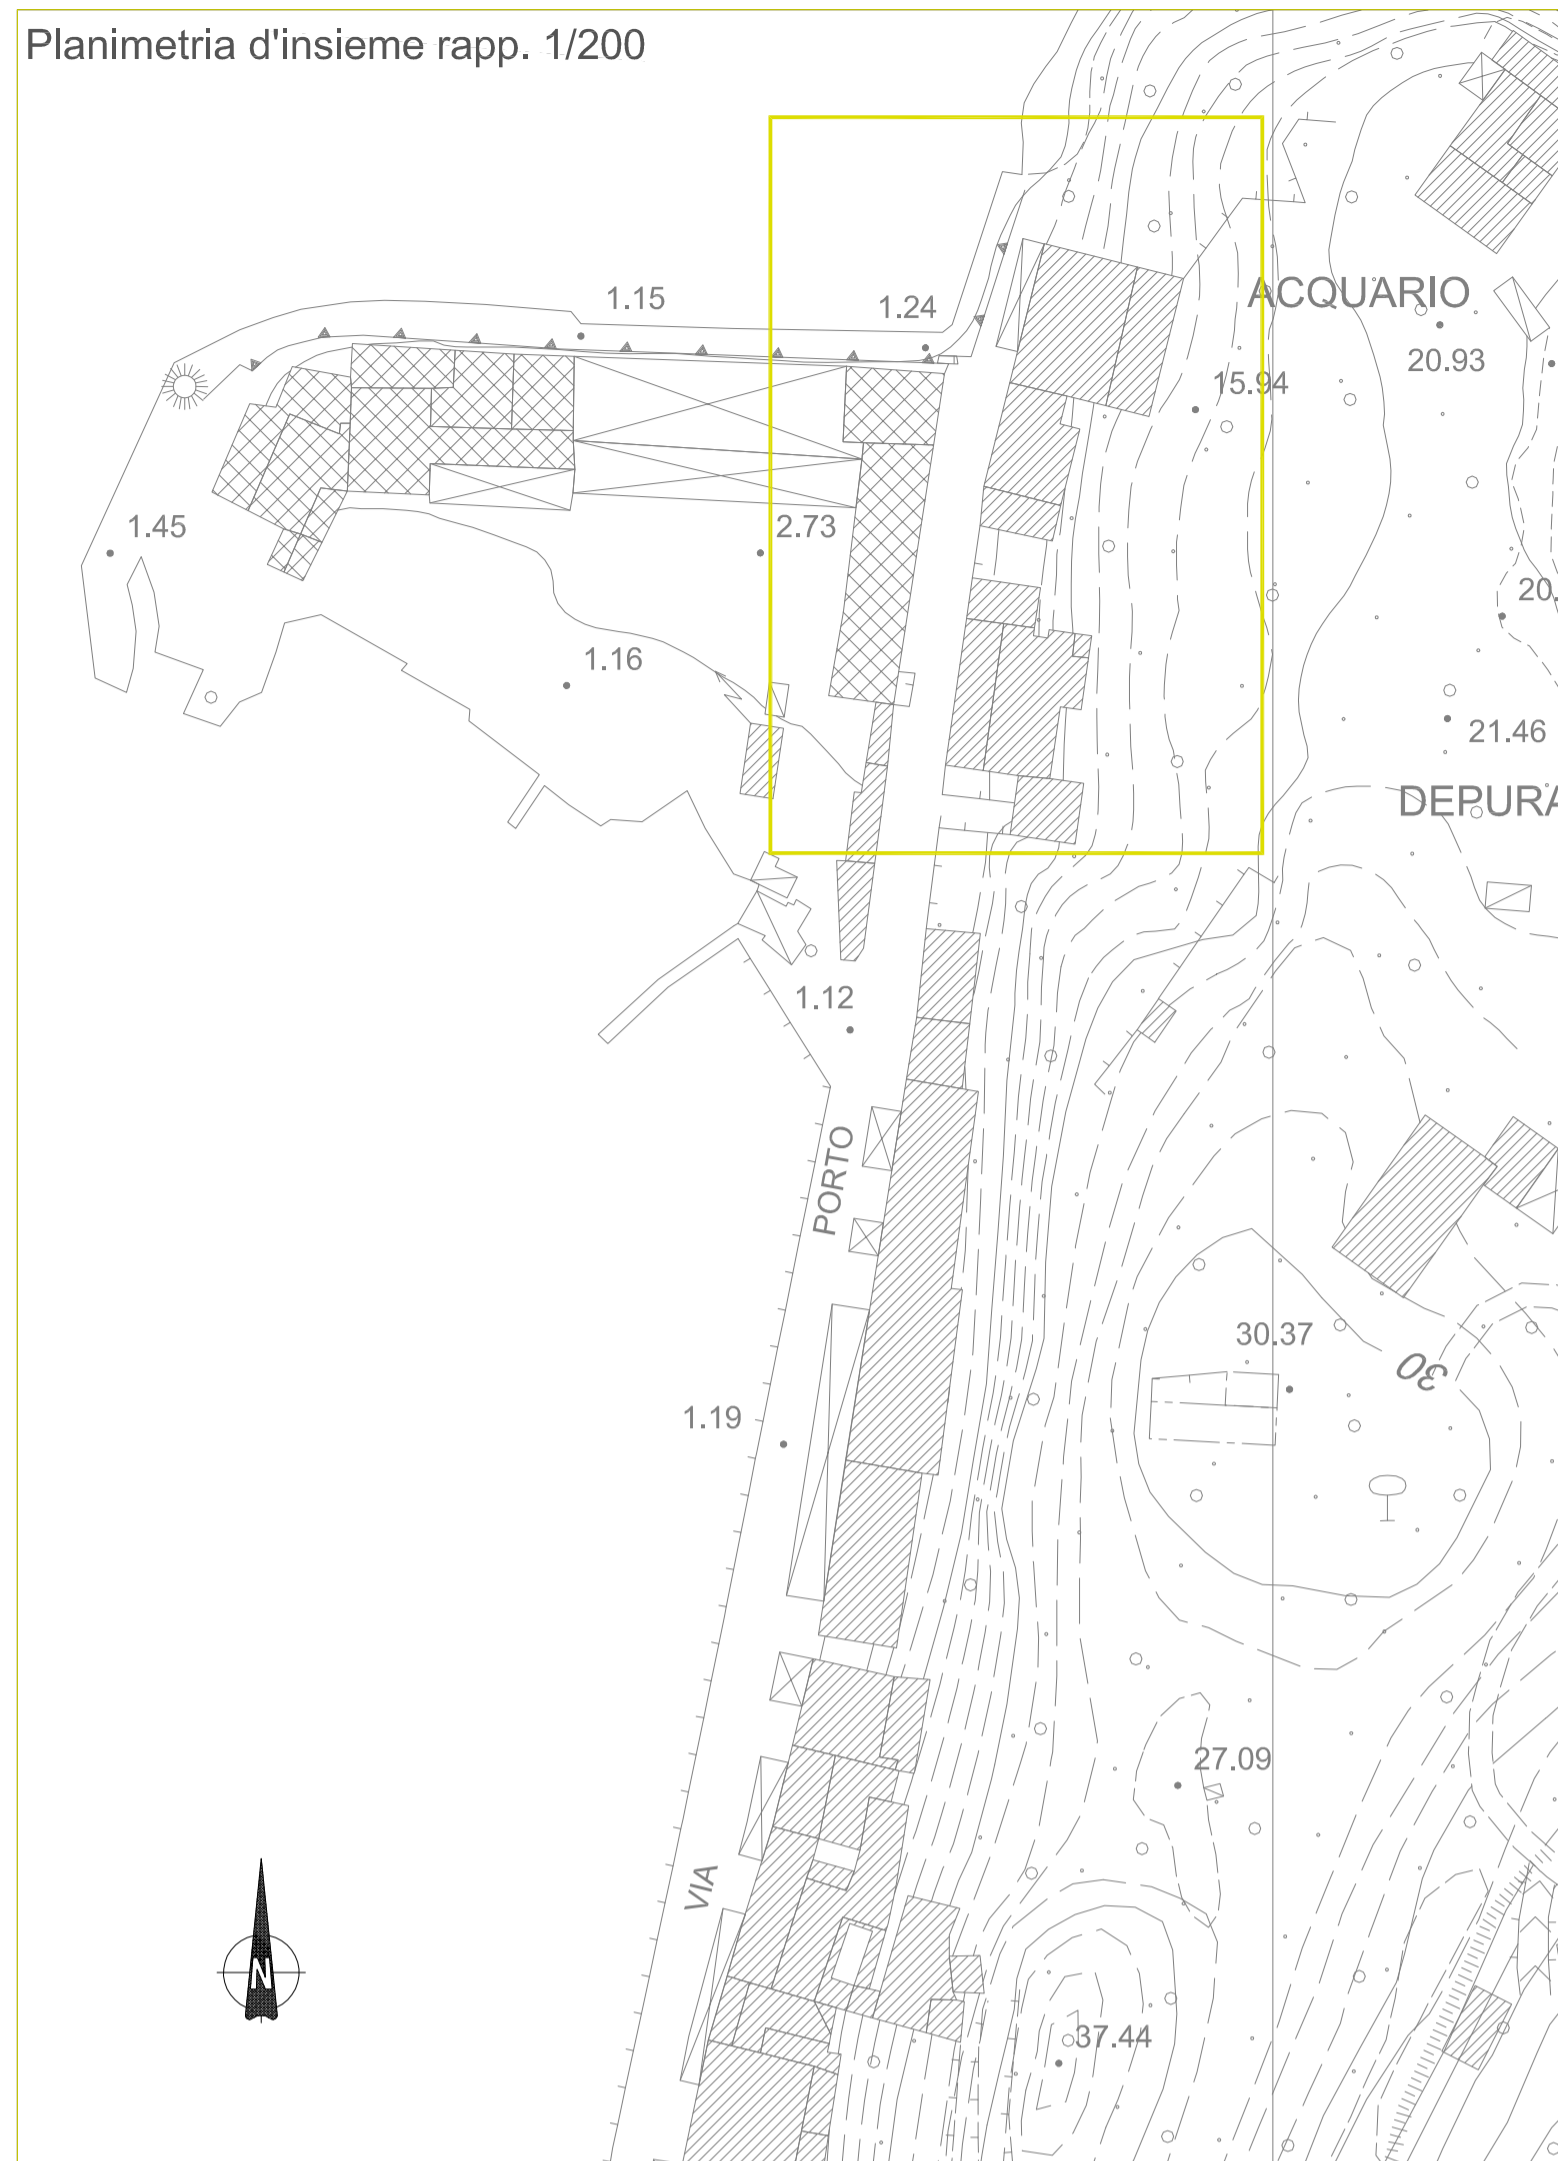 Planimetria d'insieme rapp. 1/200
1.15
1.24
ACQUARIO
20.93
15.94
1.45
2.73
20.
1.16
21.46
DEPURA
1.12
PORTO
30.37
30
1.19
27.09
VIA
N
37.44